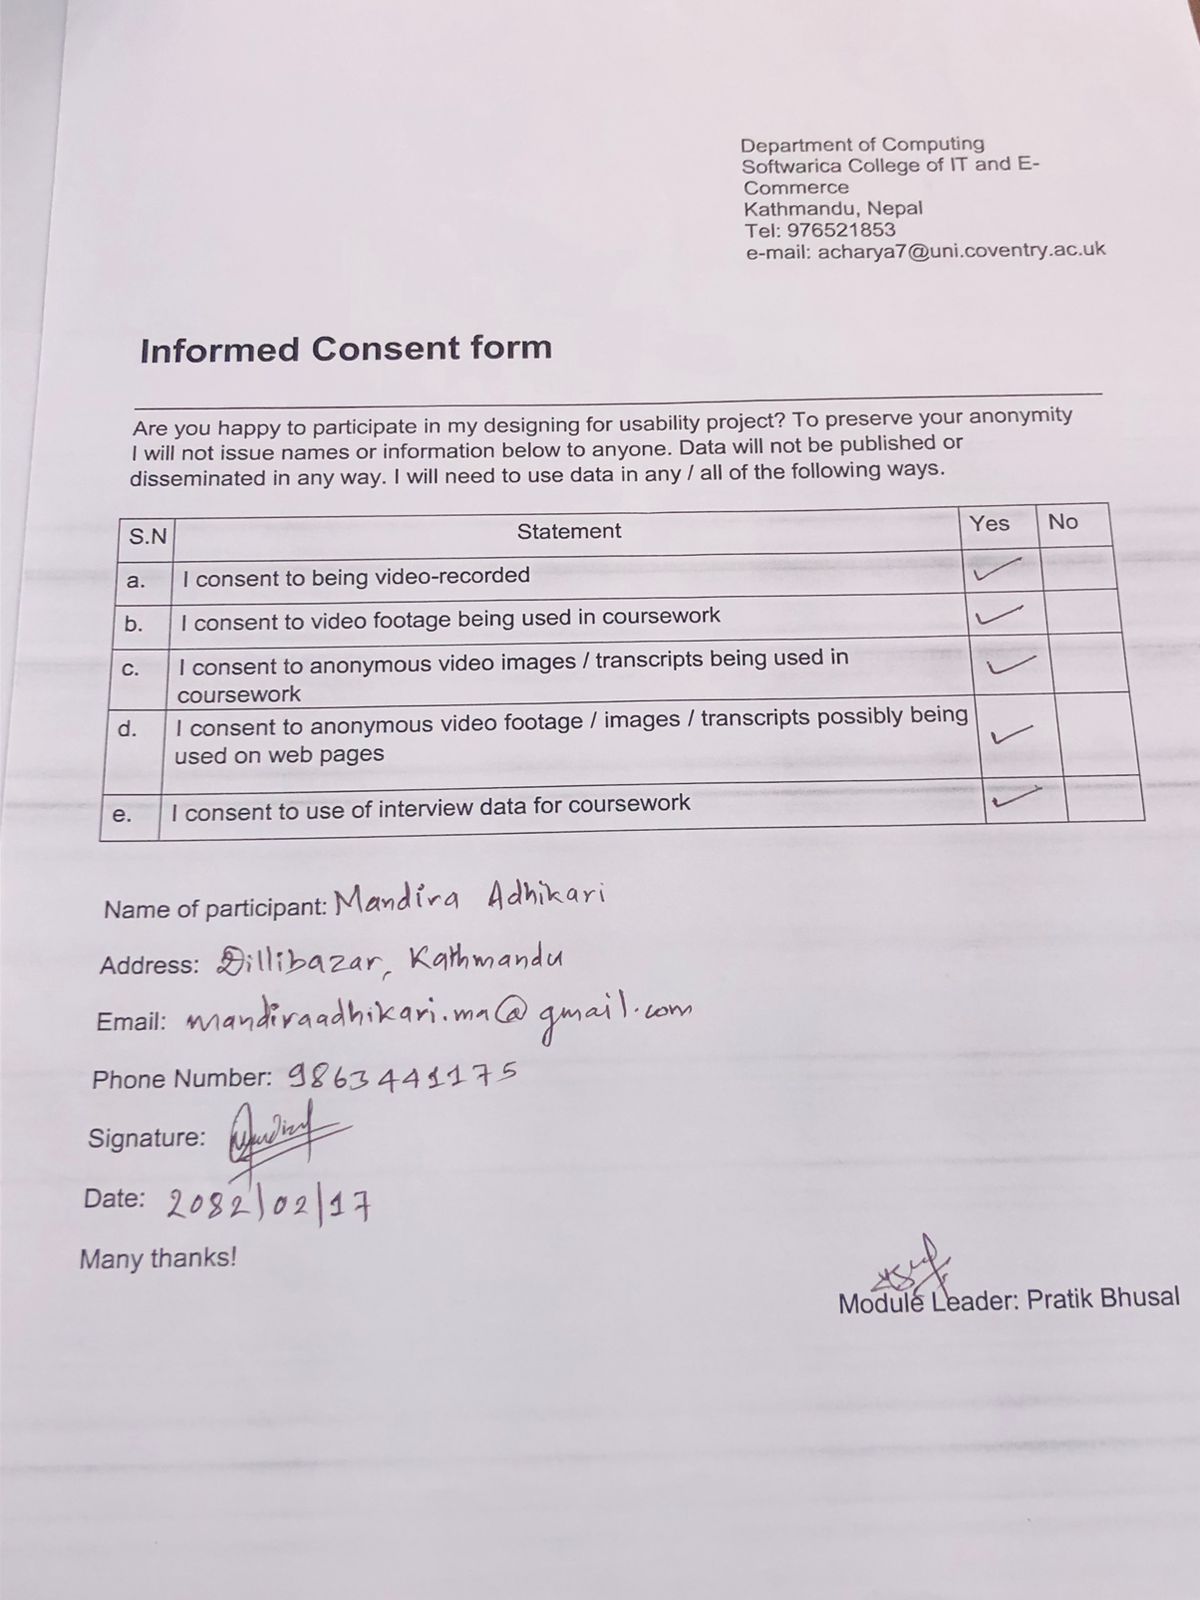 Department of Computing
Softwarica College of IT and E-
Commerce
Kathmandu, Nepal
Tel: 976521853
e-mail: acharya7@uni.coventry.ac.uk
Informed Consent form
Are you happy to participate in my designing for usability project? To preserve your anonymity
I will not issue names or information below to anyone. Data will not be published or
disseminated in any way. I will need to use data in any / all of the following ways.
S.N Statement Yes No
a. I consent to being video-recorded ✓
b. I consent to video footage being used in coursework ✓
c. I consent to anonymous video images / transcripts being used in
coursework ✓
d. I consent to anonymous video footage / images / transcripts possibly being
used on web pages ✓
e. I consent to use of interview data for coursework ✓
Name of participant: Mandira Adhikari
Address: Dillibazar, Kathmandu
Email: mandiraadhikari.ma@gmail.com
Phone Number: 9863441175
Signature:
Date: 2082/02/17
Many thanks!
Module Leader: Pratik Bhusal